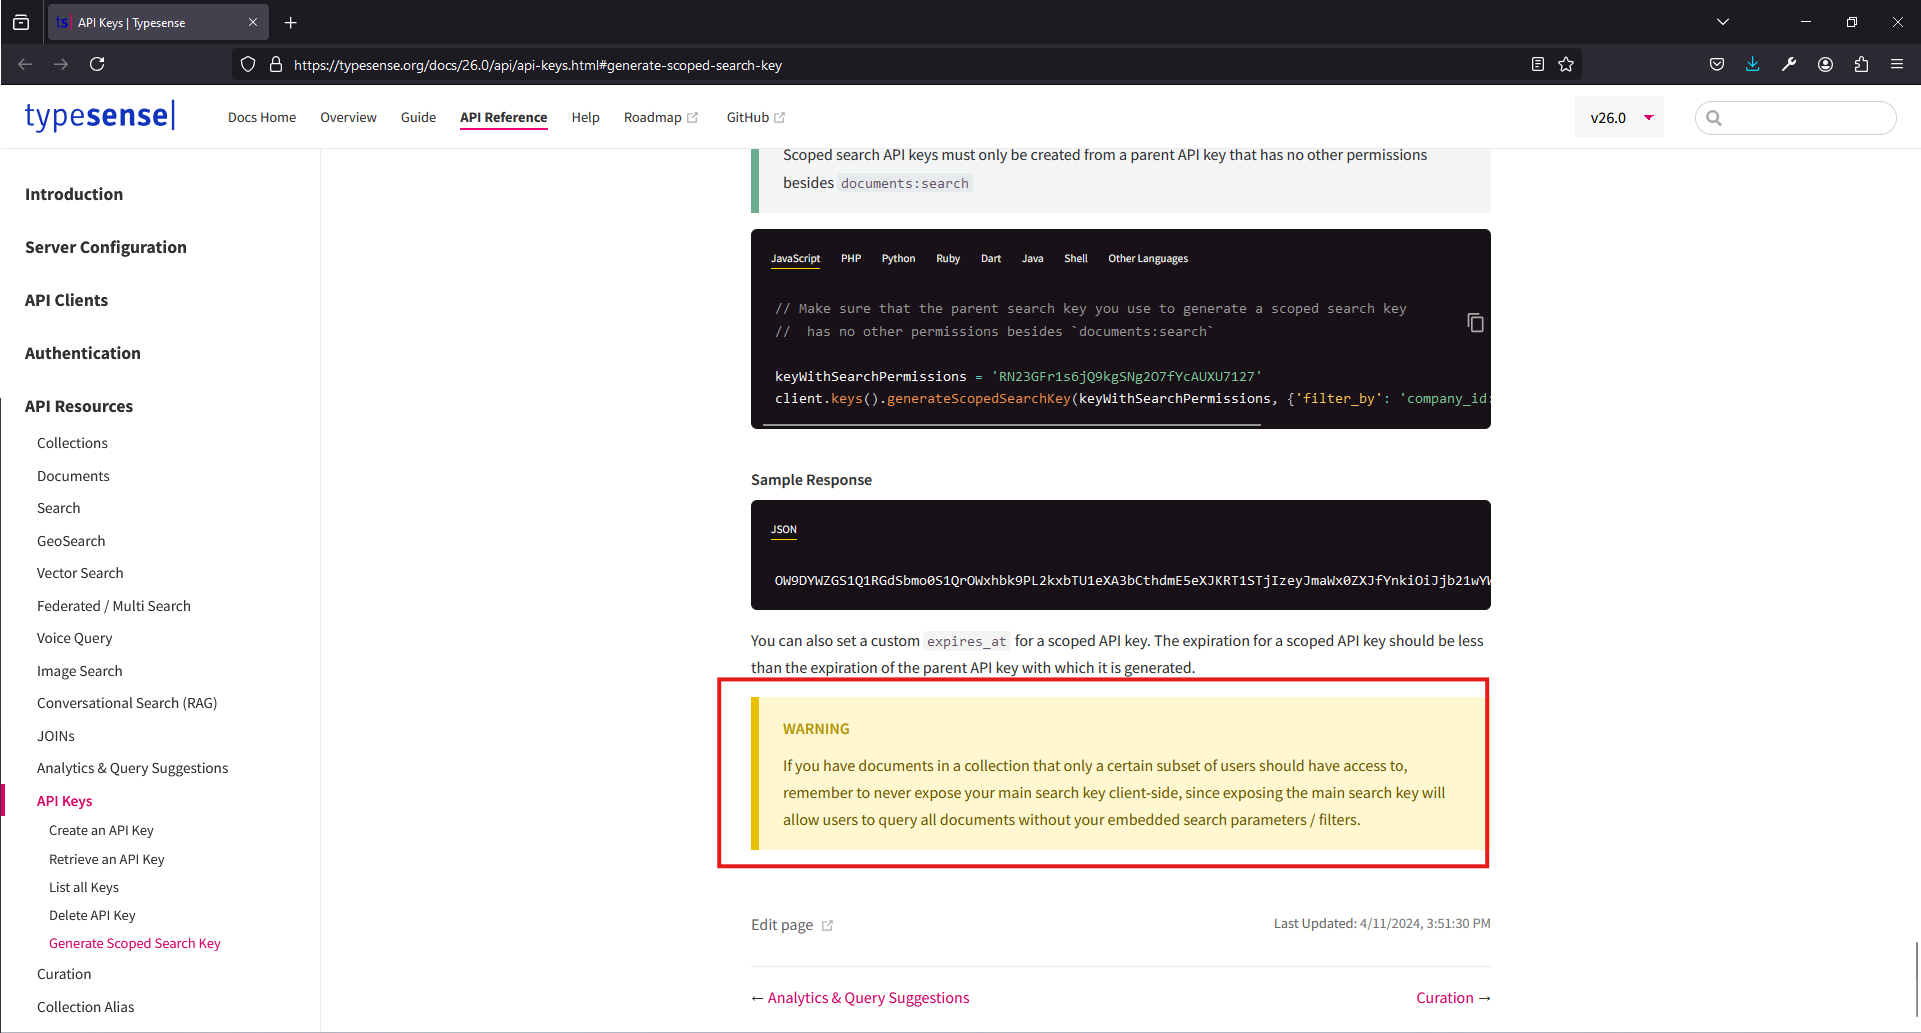 ts API Keys | Typesense
https://typesense.org/docs/26.0/api/api-keys.html#generate-scoped-search-key
typesense
Docs Home
Overview
Guide
API Reference
Help
Roadmap
GitHub
v26.0
Introduction
Server Configuration
API Clients
Authentication
API Resources
Collections
Documents
Search
GeoSearch
Vector Search
Federated / Multi Search
Voice Query
Image Search
Conversational Search (RAG)
JOINs
Analytics & Query Suggestions
API Keys
Create an API Key
Retrieve an API Key
List all Keys
Delete API Key
Generate Scoped Search Key
Curation
Collection Alias
Scoped search API keys must only be created from a parent API key that has no other permissions
besides documents:search
JavaScript PHP Python Ruby Dart Java Shell Other Languages
// Make sure that the parent search key you use to generate a scoped search key
//  has no other permissions besides `documents:search`
keyWithSearchPermissions = 'RN23GFr1s6jQ9kgSNg2O7fYcAUXU7127'
client.keys().generateScopedSearchKey(keyWithSearchPermissions, {'filter_by': 'company_id:
Sample Response
JSON
OW9DYWZGS1Q1RGdSbmo0S1QrOWxhbk9PL2kxbTU1eXA3bCthdmE5eXJKRT1STjIzeyJmaWx0ZXJfYnkiOiJjb21wYW
You can also set a custom expires_at for a scoped API key. The expiration for a scoped API key should be less
than the expiration of the parent API key with which it is generated.
WARNING
If you have documents in a collection that only a certain subset of users should have access to,
remember to never expose your main search key client-side, since exposing the main search key will
allow users to query all documents without your embedded search parameters / filters.
Edit page
Last Updated: 4/11/2024, 3:51:30 PM
← Analytics & Query Suggestions
Curation →